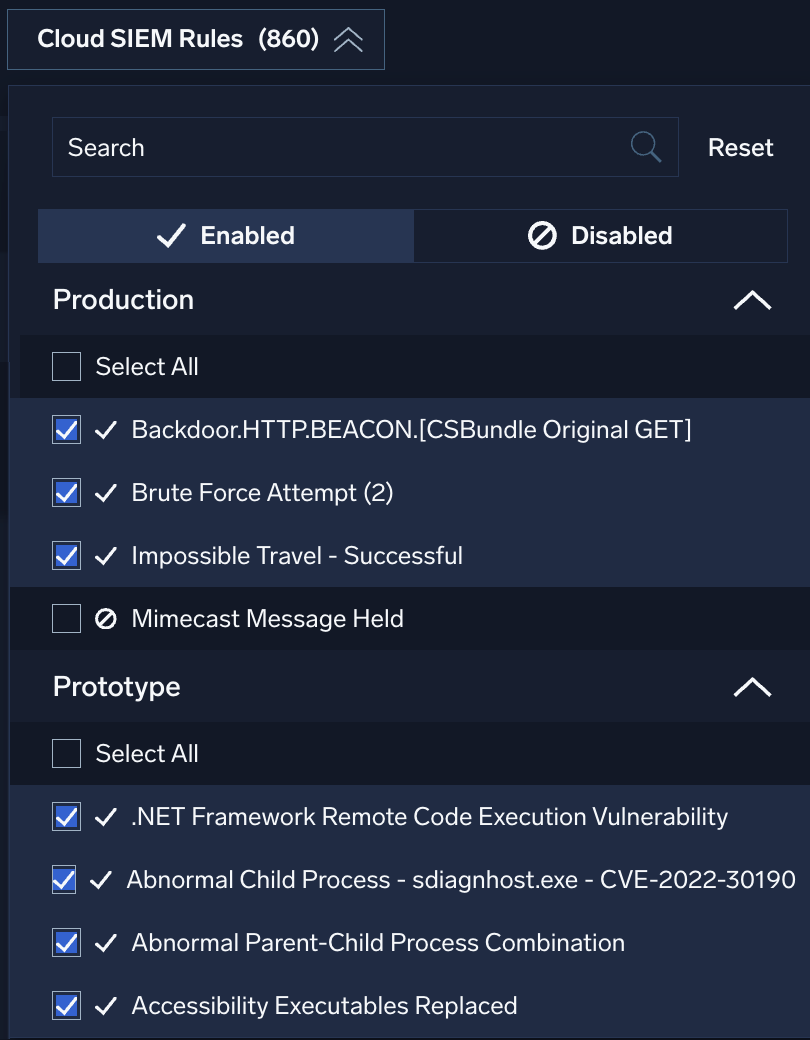 Cloud SIEM Rules (860)
Search
Reset
Enabled
Disabled
Production
Select All
Backdoor.HTTP.BEACON.[CSBundle Original GET]
Brute Force Attempt (2)
Impossible Travel - Successful
Mimecast Message Held
Prototype
Select All
.NET Framework Remote Code Execution Vulnerability
Abnormal Child Process - sdiagnhost.exe - CVE-2022-30190
Abnormal Parent-Child Process Combination
Accessibility Executables Replaced